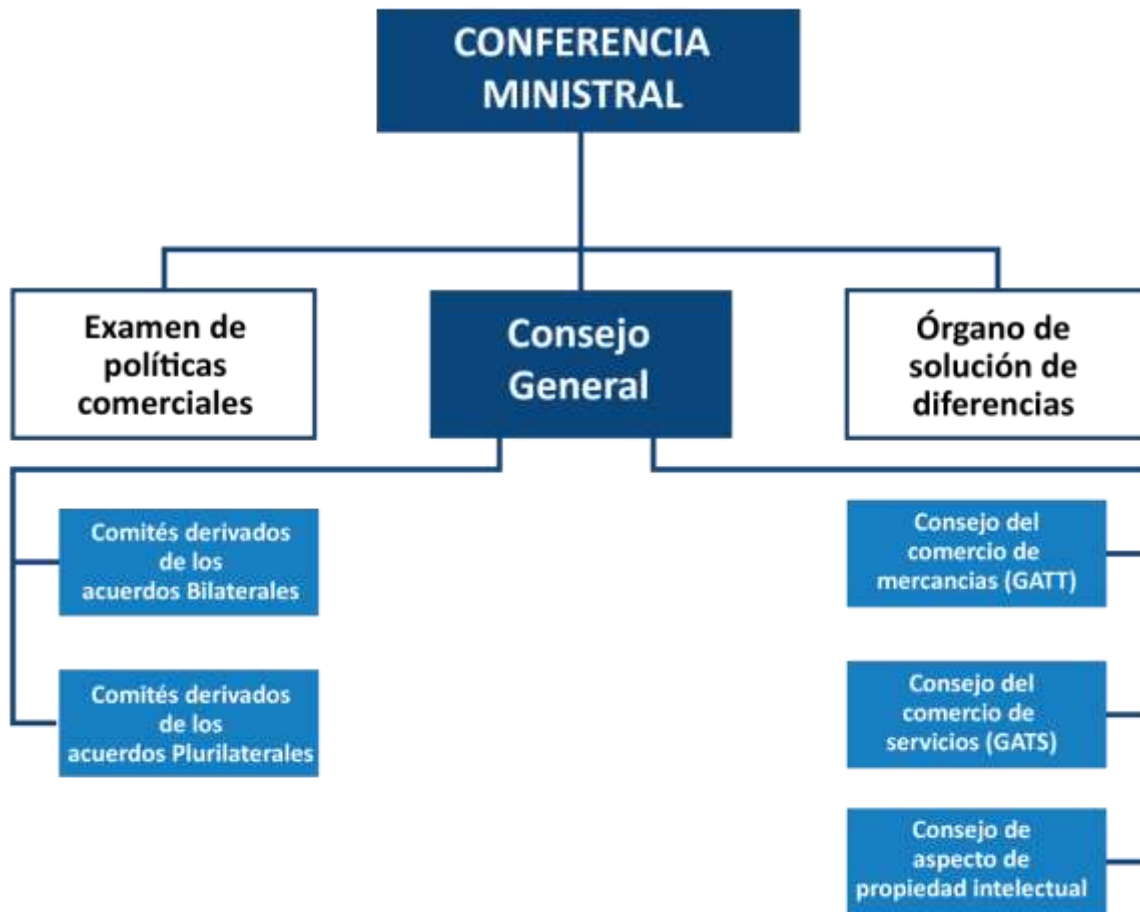 CONFERENCIA
MINISTRAL
Examen de
políticas
comerciales
Consejo
General
Órgano de
solución de
diferencias
Comités derivados
de los
acuerdos Bilaterales
Comités derivados
de los
acuerdos Plurilaterales
Consejo del
comercio de
mercancias (GATT)
Consejo del
comercio de
servicios (GATS)
Consejo de
aspecto de
propiedad intelectual